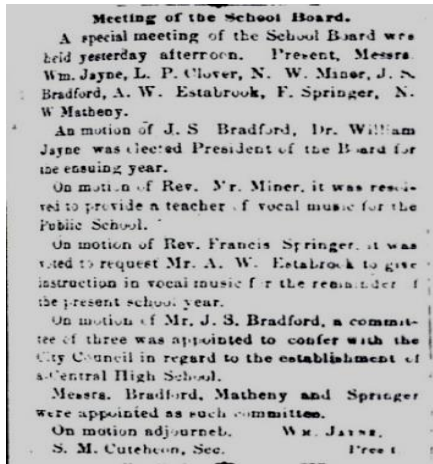 Meeting of the School Board.
A special meeting of the School Board was
held yesterday afternoon. Present, Messrs.
Wm. Jayne, L. P. Clover, N. W. Miner, J. S.
Bradford, A. W. Estabrook, F. Springer, N.
W Matheny.
An motion of J. S Bradford, Dr. William
Jayne was elected President of the Board for
the ensuing year.
On motion of Rev. Mr. Miner, it was resol-
ved to provide a teacher of vocal music for the
Public School.
On motion of Rev. Francis Springer, it was
voted to request Mr. A. W. Estabrock to give
instruction in vocal music for the remainder of
the present school year.
On motion of Mr. J. S. Bradford, a commit-
tee of three was appointed to confer with the
City Council in regard to the establishment of
a Central High School.
Messrs. Bradford, Matheny and Springer
were appointed as such committee.
On motion adjourneb. WM. JAYNE,
S. M. Cutcheon, Sec. Pres't.